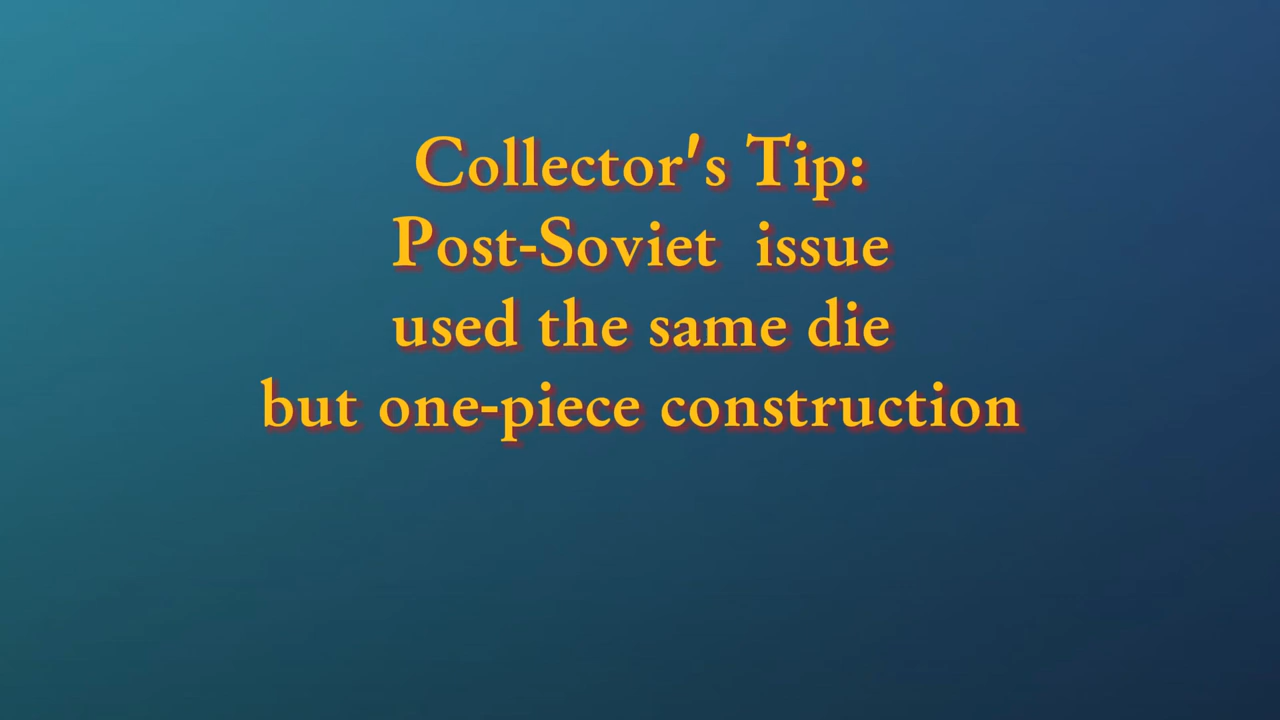 Collector's Tip:
Post-Soviet  issue
used the same die
but one-piece construction